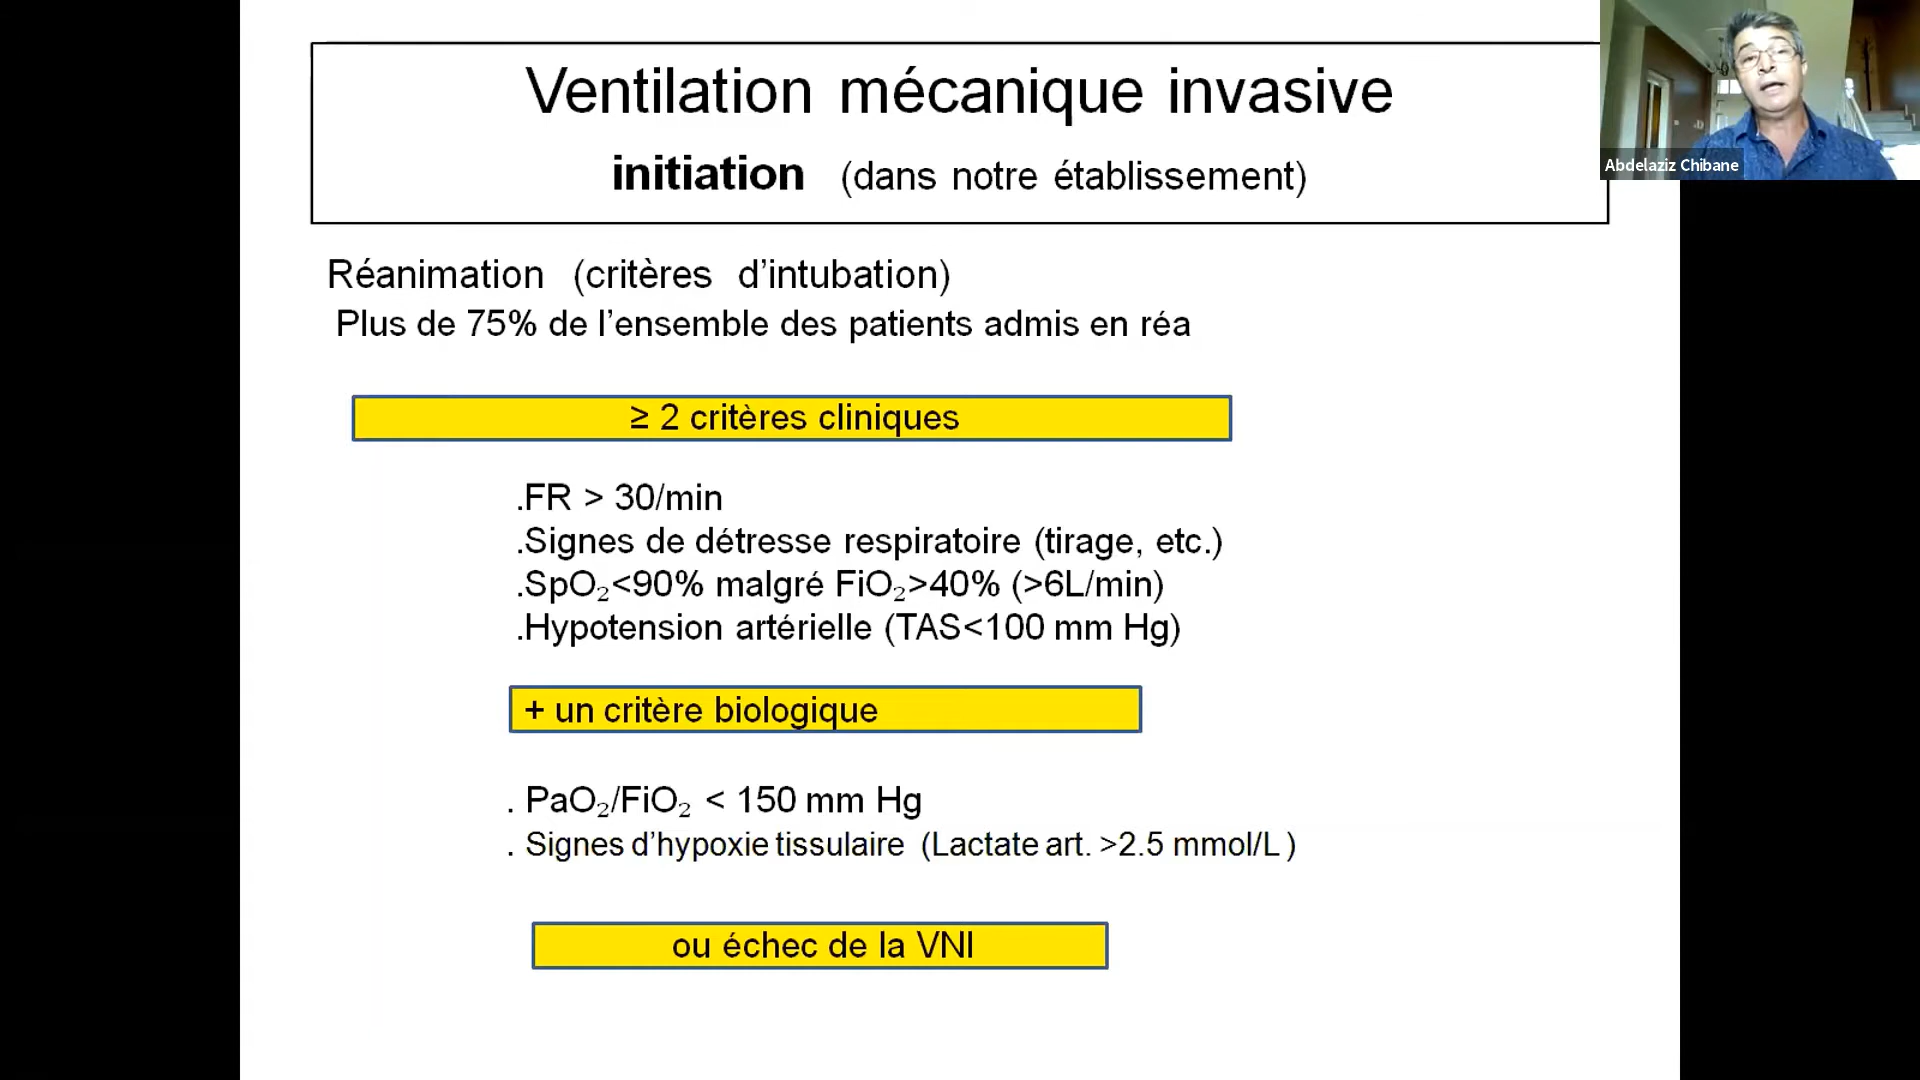 Ventilation mécanique invasive
initiation (dans notre établissement)
Abdelaziz Chibane
Réanimation (critères d’intubation)
Plus de 75% de l’ensemble des patients admis en réa
≥ 2 critères cliniques
.FR > 30/min
.Signes de détresse respiratoire (tirage, etc.)
.SpO₂<90% malgré FiO₂>40% (>6L/min)
.Hypotension artérielle (TAS<100 mm Hg)
+ un critère biologique
. PaO₂/FiO₂ < 150 mm Hg
. Signes d’hypoxie tissulaire (Lactate art. >2.5 mmol/L )
ou échec de la VNI